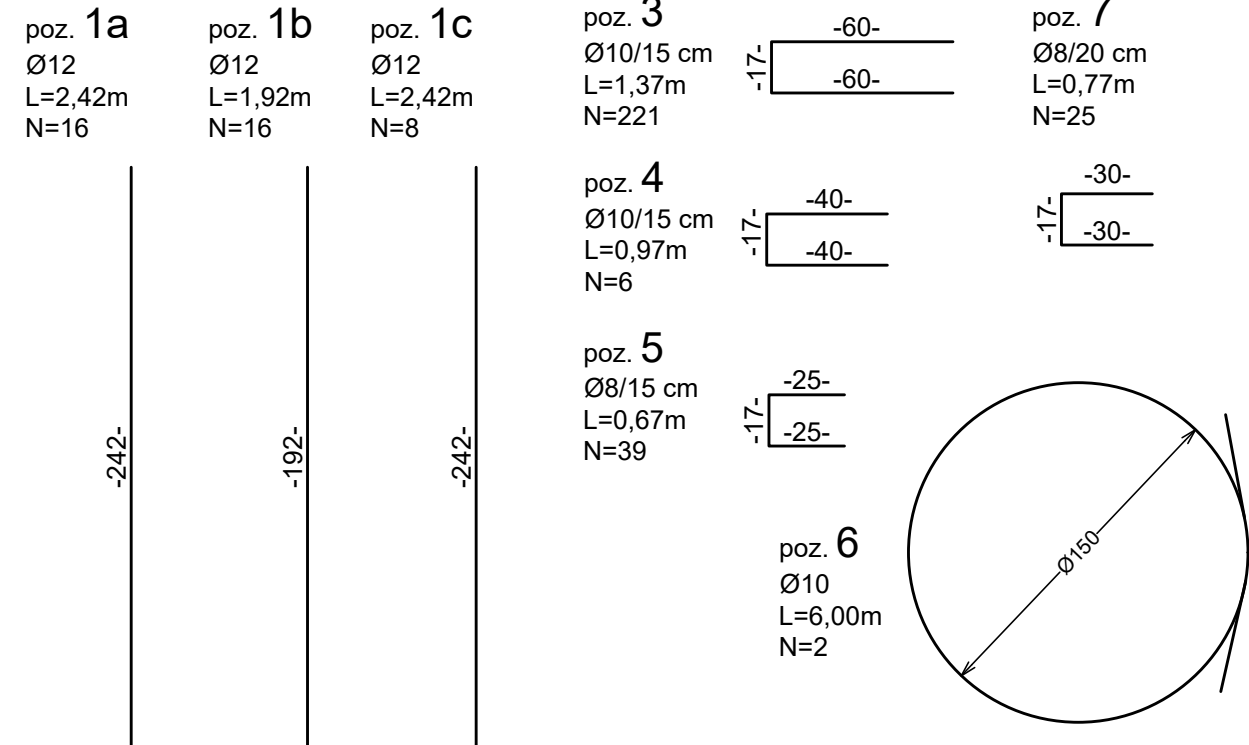 poz. 1a
Ø12
L=2,42m
N=16
-242-
poz. 1b
Ø12
L=1,92m
N=16
-192-
poz. 1c
Ø12
L=2,42m
N=8
-242-
poz. 3
Ø10/15 cm
L=1,37m
N=221
-60-
-17-
-60-
poz. 4
Ø10/15 cm
L=0,97m
N=6
-40-
-17-
-40-
poz. 5
Ø8/15 cm
L=0,67m
N=39
-25-
-17-
-25-
poz. 6
Ø10
L=6,00m
N=2
Ø150
poz. 7
Ø8/20 cm
L=0,77m
N=25
-30-
-17-
-30-